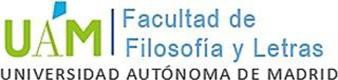 UAM
Facultad de
Filosofía y Letras
UNIVERSIDAD AUTÓNOMA DE MADRID